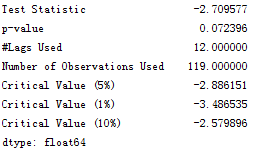 Test Statistic -2.709577
p-value 0.072396
#Lags Used 12.000000
Number of Observations Used 119.000000
Critical Value (5%) -2.886151
Critical Value (1%) -3.486535
Critical Value (10%) -2.579896
dtype: float64